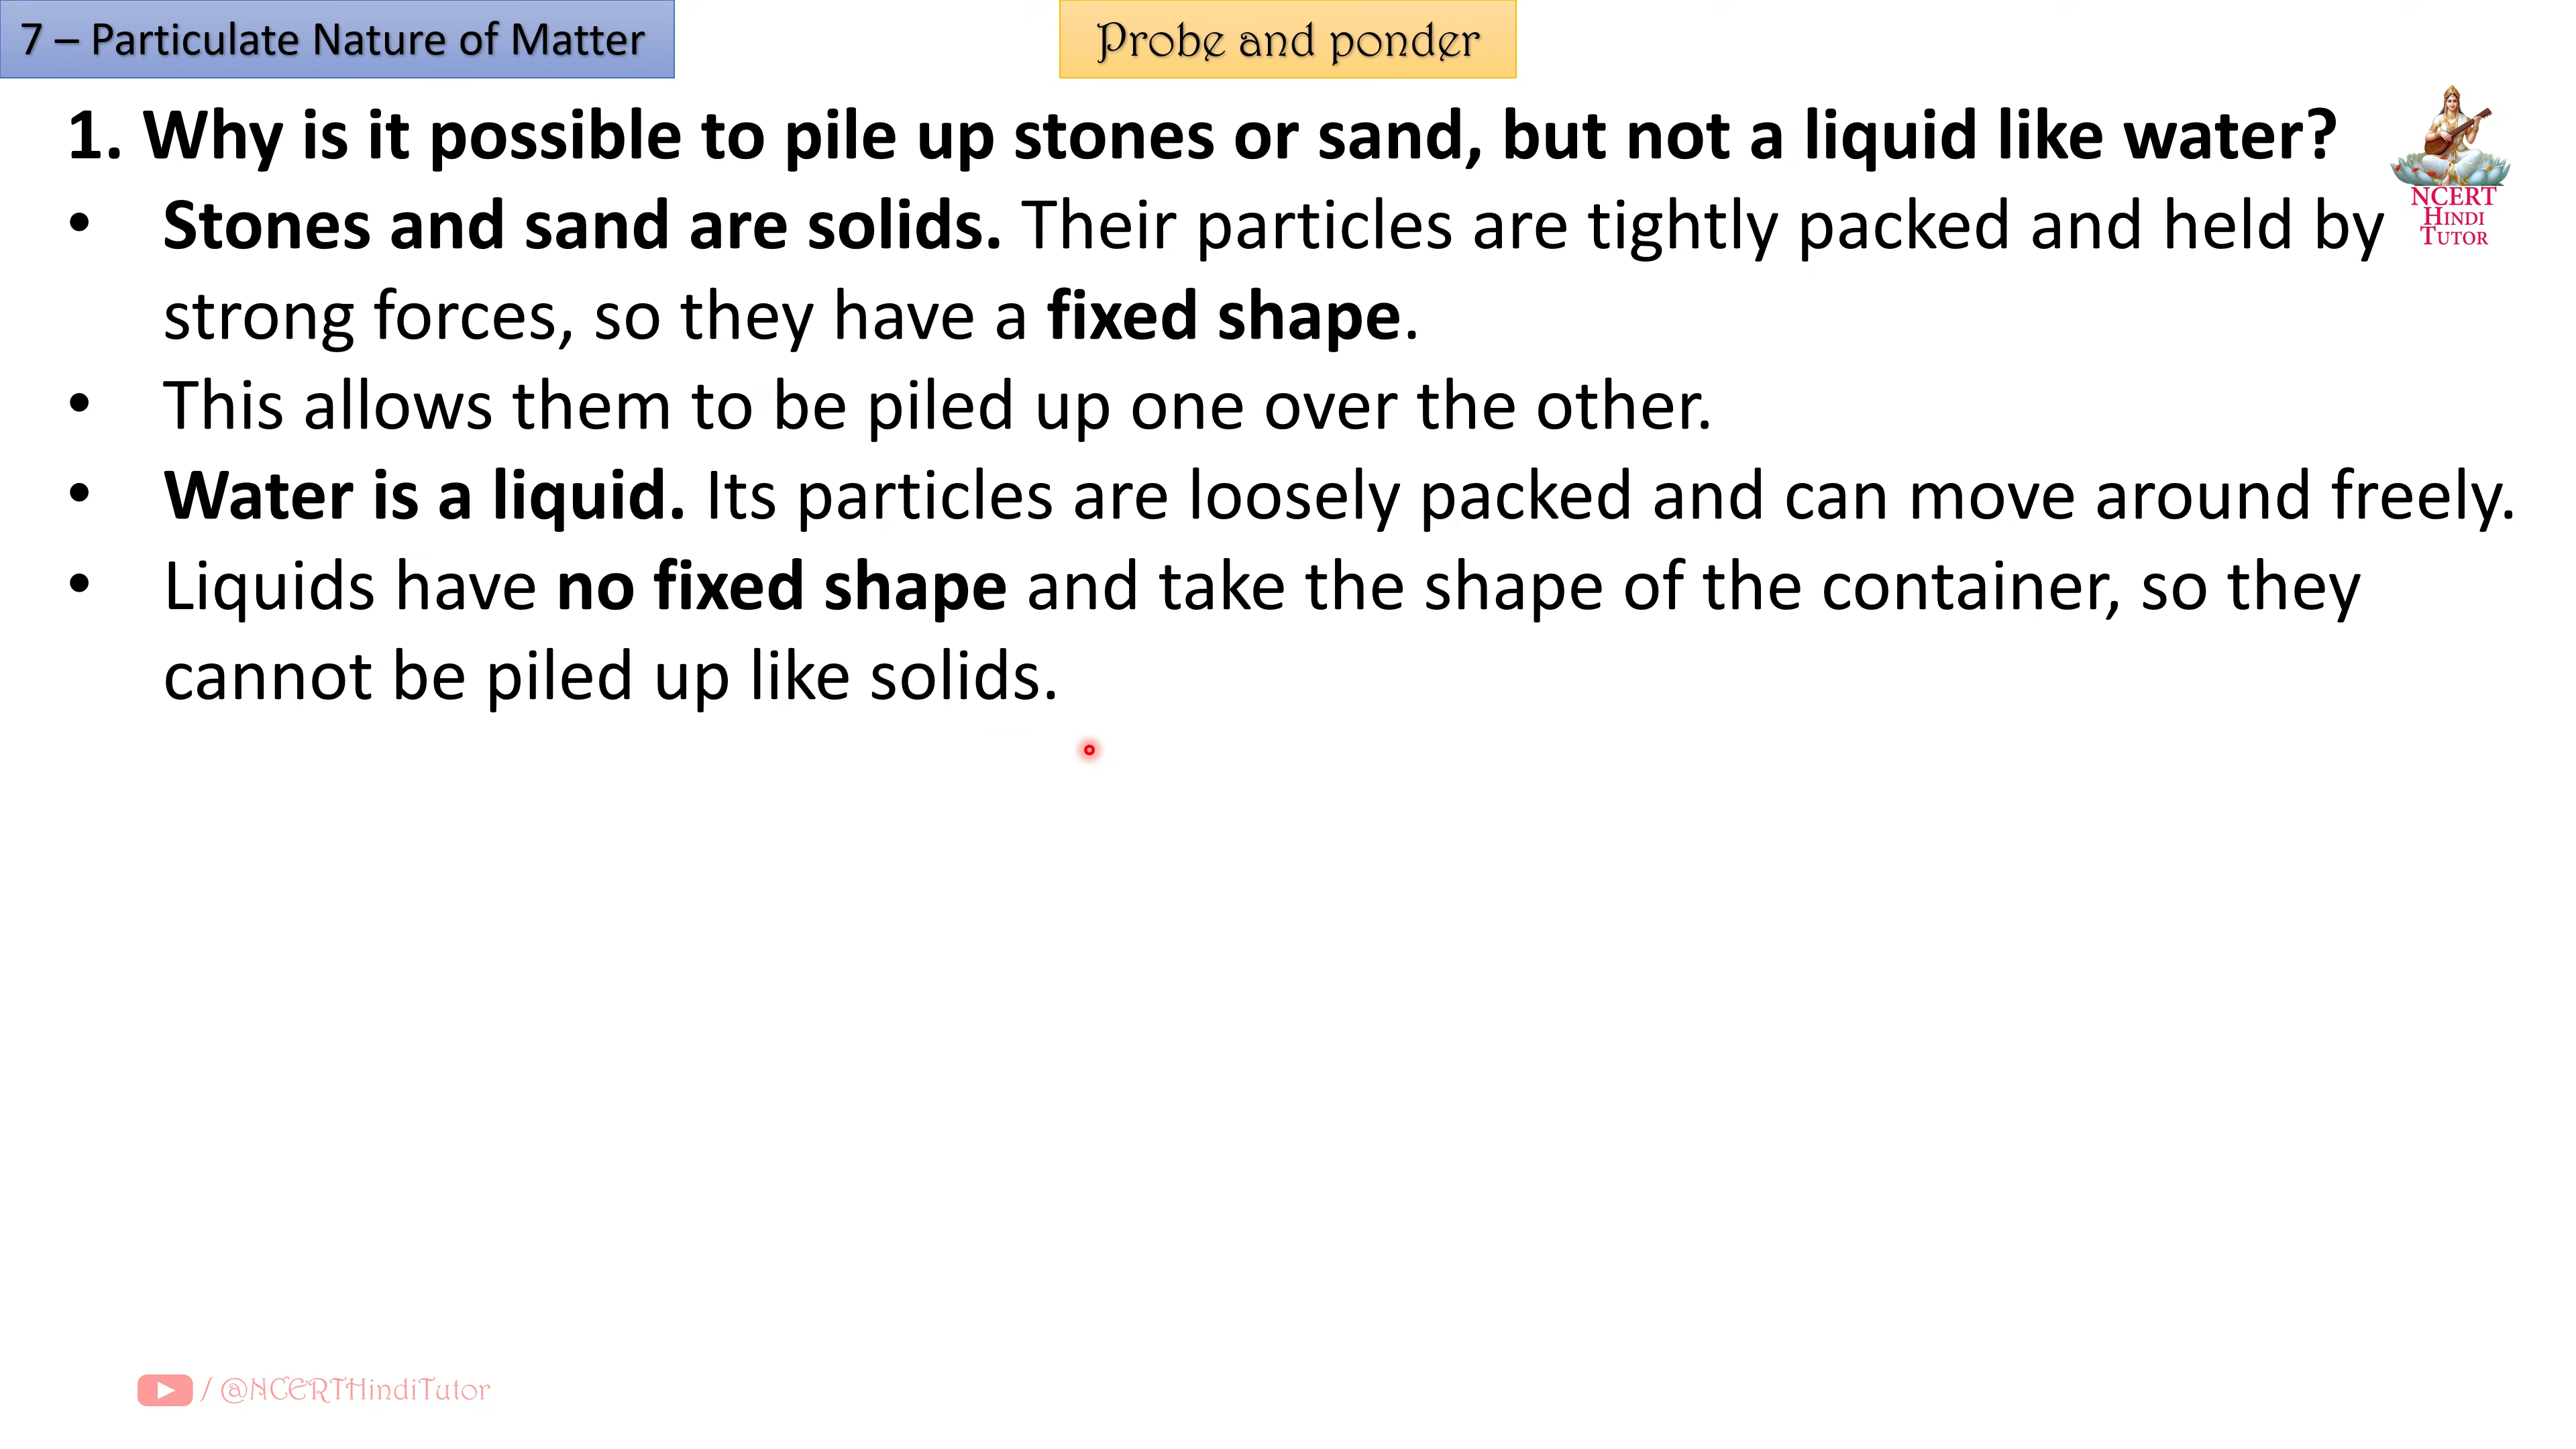 7 – Particulate Nature of Matter
Probe and ponder
1. Why is it possible to pile up stones or sand, but not a liquid like water?
NCERT
HINDI
TUTOR
• Stones and sand are solids. Their particles are tightly packed and held by
strong forces, so they have a fixed shape.
• This allows them to be piled up one over the other.
• Water is a liquid. Its particles are loosely packed and can move around freely.
• Liquids have no fixed shape and take the shape of the container, so they
cannot be piled up like solids.
/ @NCERTHindiTutor